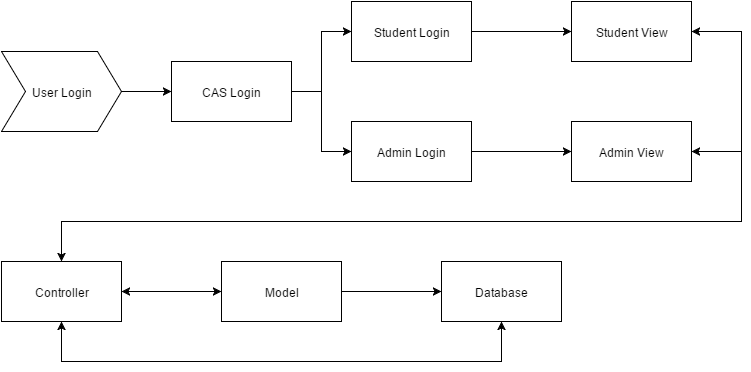 Student Login
Student View
User Login
CAS Login
Admin Login
Admin View
Controller
Model
Database